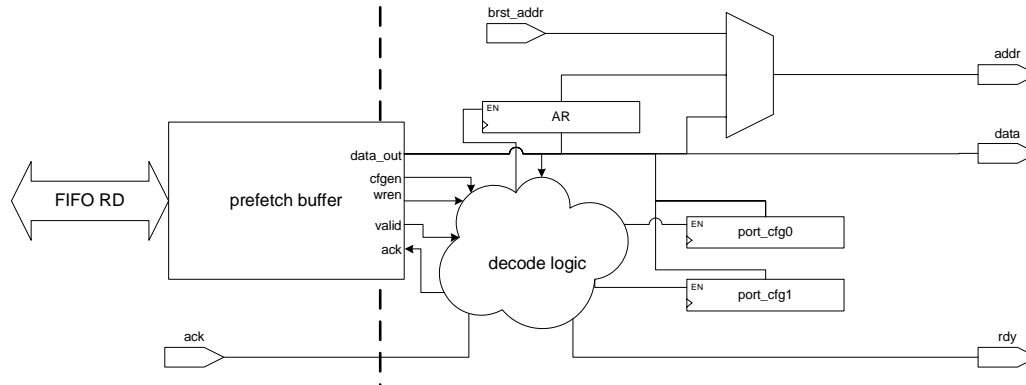 brst_addr
addr
EN
AR
data
data_out
cfgen
wren
valid
ack
FIFO RD
prefetch buffer
decode logic
EN
port_cfg0
EN
port_cfg1
ack
rdy